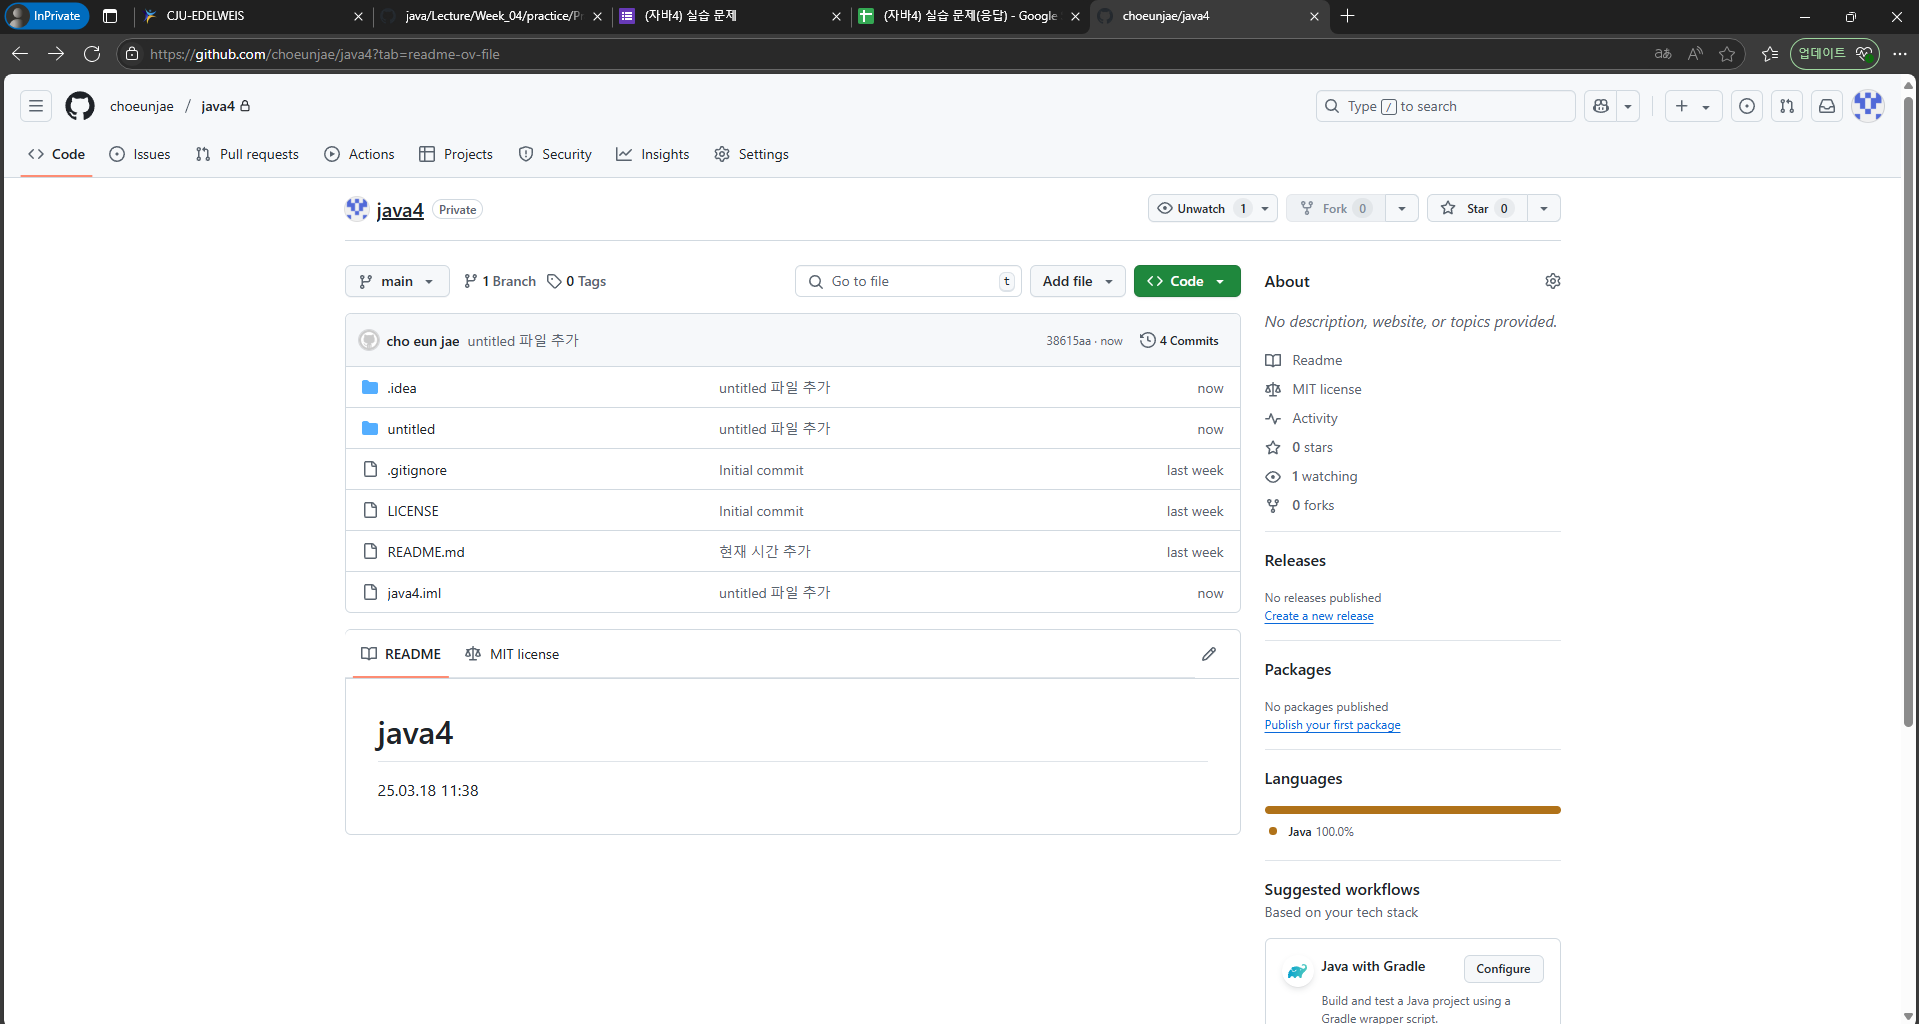 InPrivate
CJU-EDELWEIS
java/Lecture/Week_04/practice/Pr
(자바4) 실습 문제
(자바4) 실습 문제(응답) - Google
choeunjae/java4
https://github.com/choeunjae/java4?tab=readme-ov-file
업데이트
choeunjae / java4
Type / to search
Code Issues Pull requests Actions Projects Security Insights Settings
java4 Private
Unwatch 1 Fork 0 Star 0
main 1 Branch 0 Tags
Go to file t Add file Code
cho eun jae untitled 파일 추가 38615aa · now 4 Commits
.idea untitled 파일 추가 now
untitled untitled 파일 추가 now
.gitignore Initial commit last week
LICENSE Initial commit last week
README.md 현재 시간 추가 last week
java4.iml untitled 파일 추가 now
README MIT license
java4
25.03.18 11:38
About
No description, website, or topics provided.
Readme
MIT license
Activity
0 stars
1 watching
0 forks
Releases
No releases published
Create a new release
Packages
No packages published
Publish your first package
Languages
Java 100.0%
Suggested workflows
Based on your tech stack
Java with Gradle Configure
Build and test a Java project using a
Gradle wrapper script.